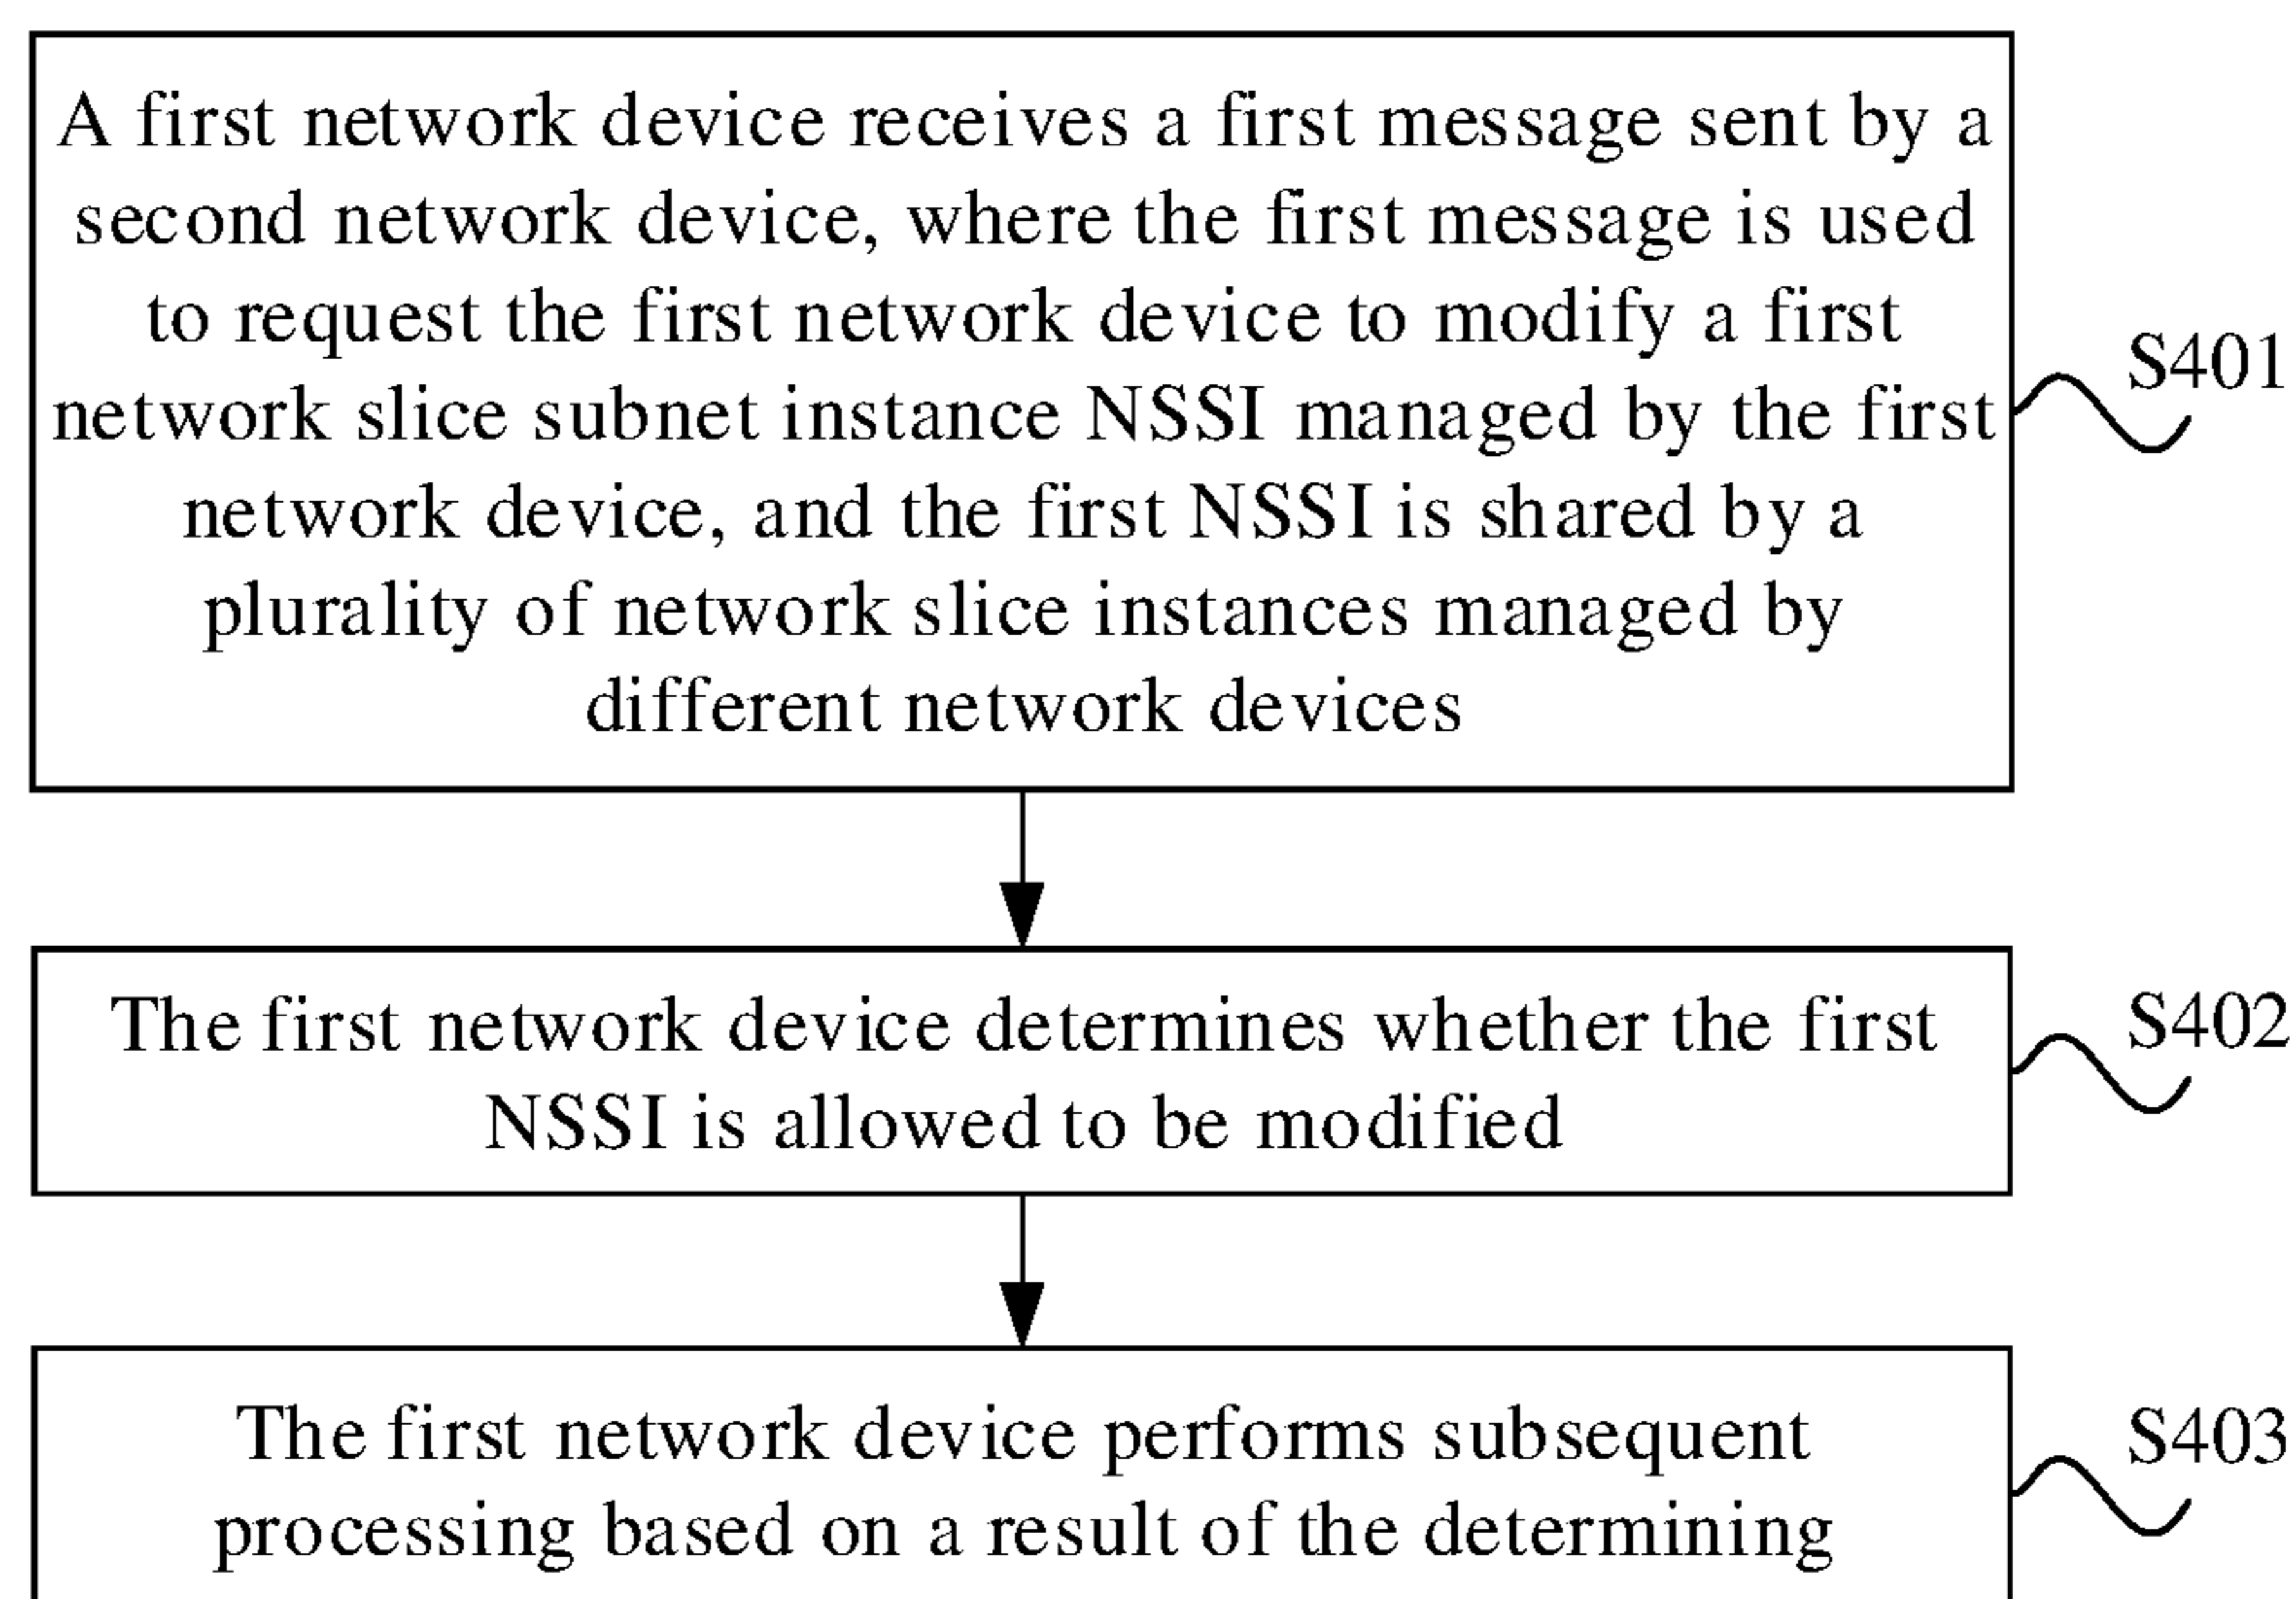 A first network device receives a first message sent by a
second network device, where the first message is used
to request the first network device to modify a first
network slice subnet instance NSSI managed by the first
network device, and the first NSSI is shared by a
plurality of network slice instances managed by
different network devices
S401
The first network device determines whether the first
NSSI is allowed to be modified
S402
The first network device performs subsequent
processing based on a result of the determining
S403